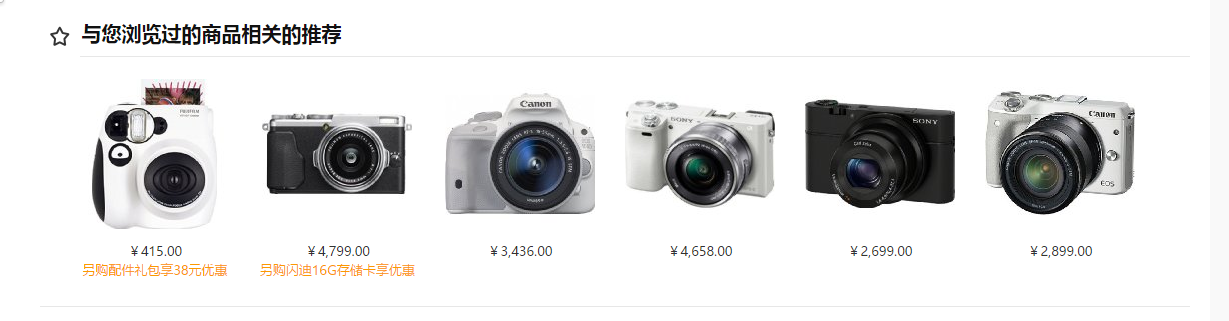 与您浏览过的商品相关的推荐
FUJIFILM
Canon
SONY
SONY
Canon
EOS
￥415.00
￥4,799.00
￥3,436.00
￥4,658.00
￥2,699.00
￥2,899.00
另购配件礼包享38元优惠
另购闪迪16G存储卡享优惠